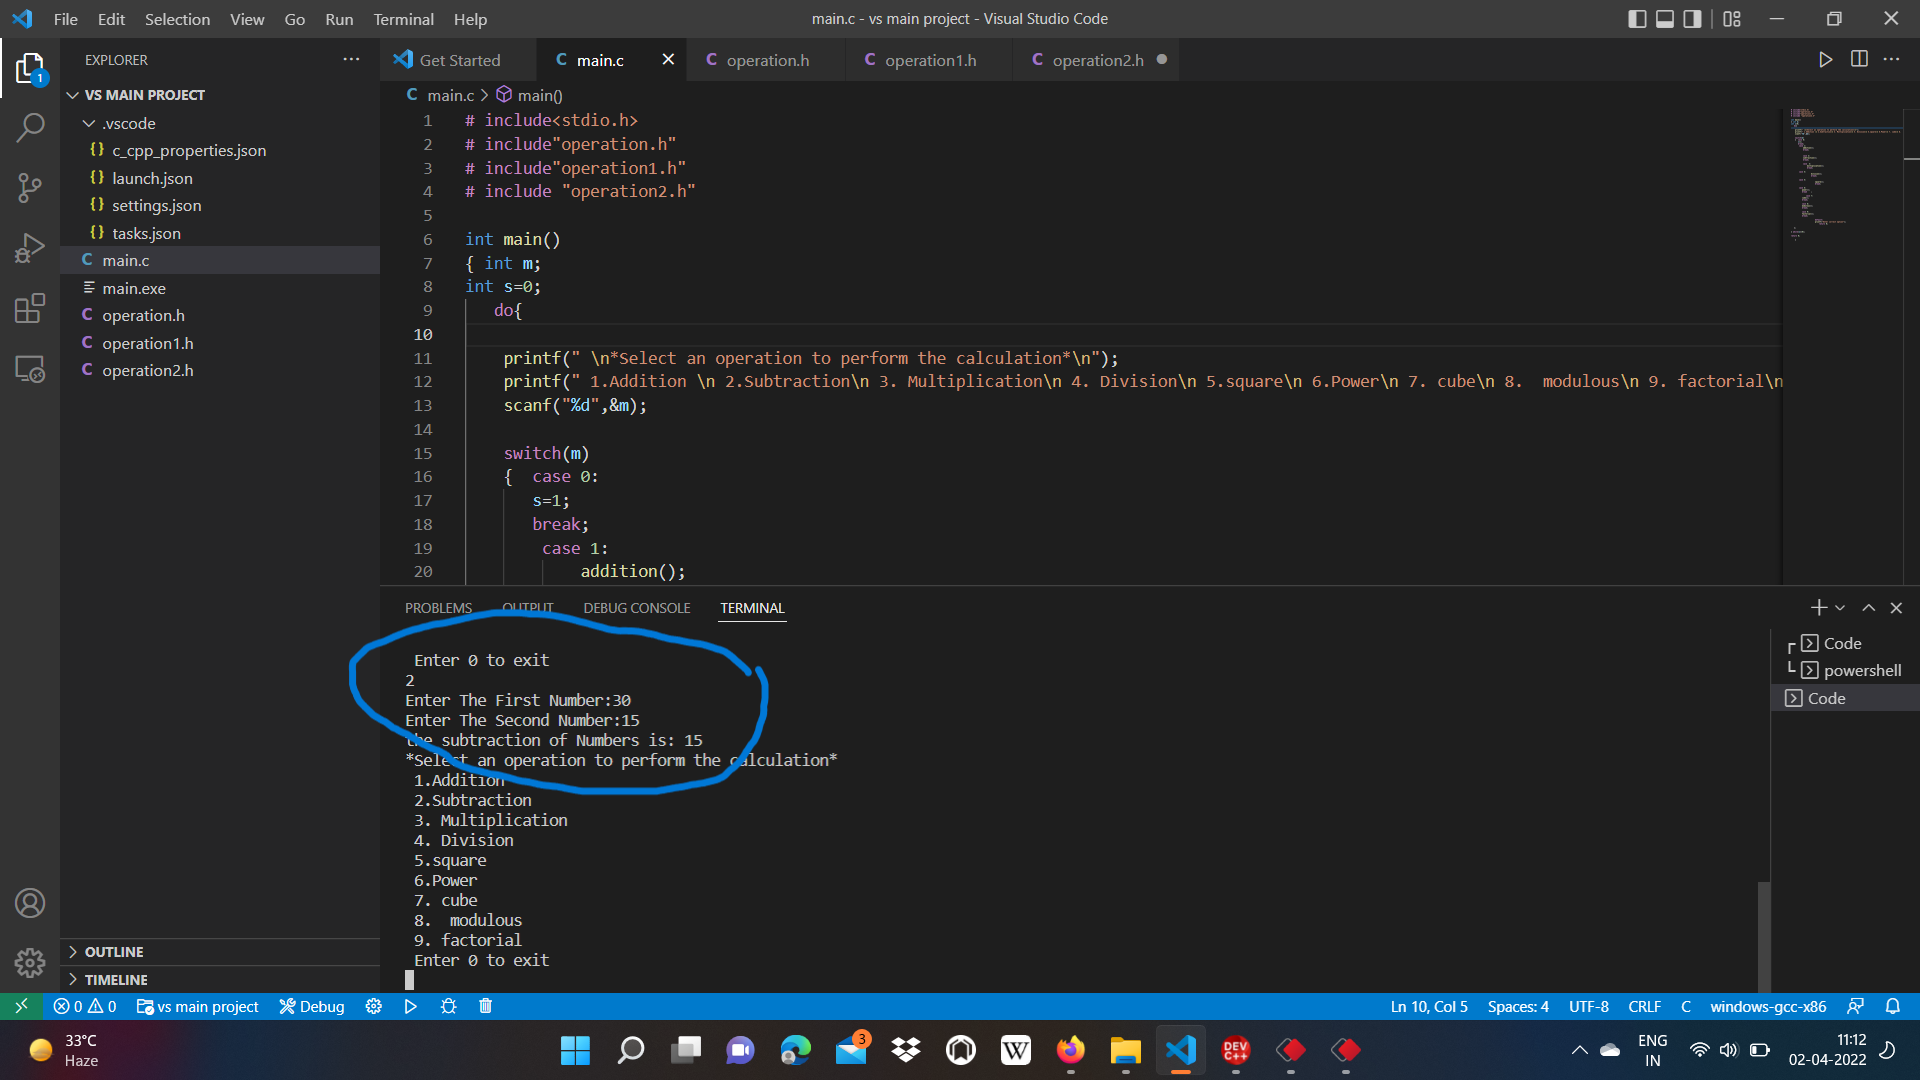 File Edit Selection View Go Run Terminal Help
main.c - vs main project - Visual Studio Code
EXPLORER
Get Started
main.c
operation.h
operation1.h
operation2.h
VS MAIN PROJECT
.vscode
c_cpp_properties.json
launch.json
settings.json
tasks.json
main.c
main.exe
operation.h
operation1.h
operation2.h
OUTLINE
TIMELINE
main.c > main()
1 # include<stdio.h>
2 # include"operation.h"
3 # include"operation1.h"
4 # include "operation2.h"
5
6 int main()
7 { int m;
8 int s=0;
9 do{
10
11 printf(" \n*Select an operation to perform the calculation*\n");
12 printf(" 1.Addition \n 2.Subtraction\n 3. Multiplication\n 4. Division\n 5.square\n 6.Power\n 7. cube\n 8.  modulous\n 9. factorial\n
13 scanf("%d",&m);
14
15 switch(m)
16 {  case 0:
17 s=1;
18 break;
19 case 1:
20 addition();
PROBLEMS OUTPUT DEBUG CONSOLE TERMINAL
Enter 0 to exit
2
Enter The First Number:30
Enter The Second Number:15
the subtraction of Numbers is: 15
*Select an operation to perform the calculation*
1.Addition
2.Subtraction
3. Multiplication
4. Division
5.square
6.Power
7. cube
8.  modulous
9. factorial
Enter 0 to exit
Code
powershell
Code
0 0 vs main project Debug
Ln 10, Col 5 Spaces: 4 UTF-8 CRLF C windows-gcc-x86
33°C
Haze
1
3
W
DEV
C++
ENG
IN
11:12
02-04-2022